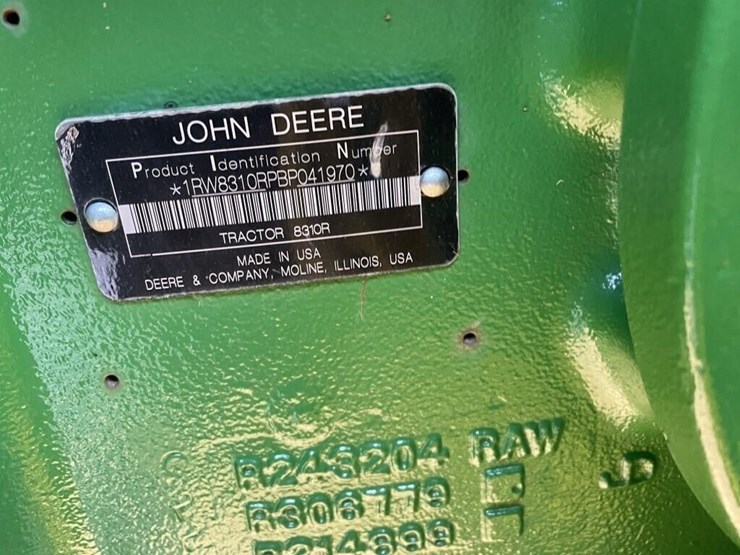 JOHN DEERE
Product Identification Number
*1RW8310RPBP041970*
TRACTOR 8310R
MADE IN USA
DEERE & COMPANY, MOLINE, ILLINOIS, USA
R243204 RAW
R306779
JD